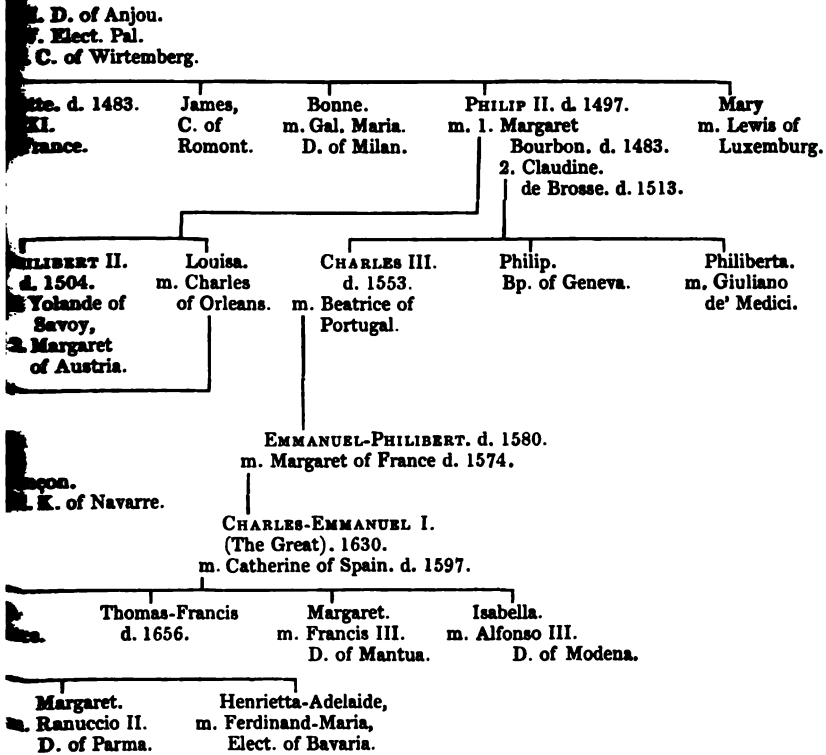 D. of Anjou.
Elect. Pal.
C. of Wirtemberg.
d. 1483.
XI.
France.
James,
C. of
Romont.
Bonne.
m. Gal. Maria.
D. of Milan.
PHILIP II. d. 1497.
m. 1. Margaret
Bourbon. d. 1483.
2. Claudine.
de Brosse. d. 1513.
Mary
m. Lewis of
Luxemburg.
II.
d. 1504.
Yolande of
Savoy,
2. Margaret
of Austria.
Louisa.
m. Charles
of Orleans.
CHARLES III.
d. 1553.
m. Beatrice of
Portugal.
Philip.
Bp. of Geneva.
Philiberta.
m. Giuliano
de' Medici.
EMMANUEL-PHILIBERT. d. 1580.
m. Margaret of France d. 1574.
K. of Navarre.
CHARLES-EMMANUEL I.
(The Great). 1630.
m. Catherine of Spain. d. 1597.
Thomas-Francis
d. 1656.
Margaret.
m. Francis III.
D. of Mantua.
Isabella.
m. Alfonso III.
D. of Modena.
Margaret.
m. Ranuccio II.
D. of Parma.
Henrietta-Adelaide,
m. Ferdinand-Maria,
Elect. of Bavaria.